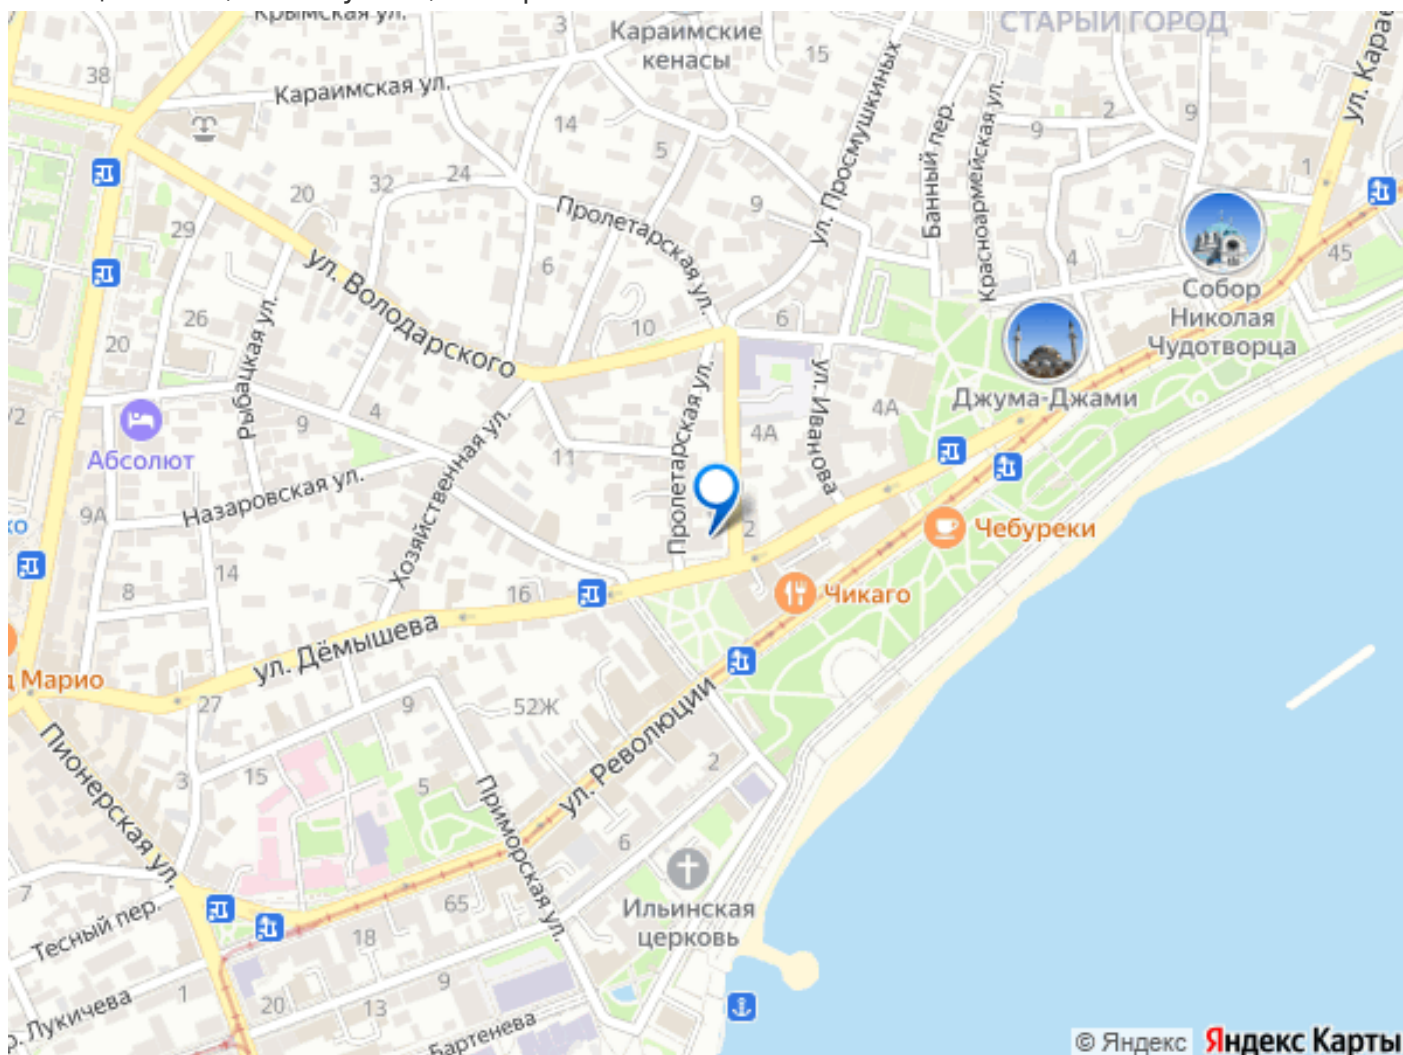 Крымская ул.
Караимские
кенасы
СТАРЫЙ ГОРОД
3
15
38
Караимская ул.
ул. Просмушкиных
Банный пер.
Красноармейская ул.
2
9
9
14
5
1
20
32
24
Пролетарская ул.
9
29
ул. Володарского
6
4
45
Собор
Николая
Чудотворца
26
20
Рыбацкая ул.
10
6
Джума-Джами
4
9
Хозяйственная ул.
Пролетарская ул.
ул. Иванова
4А
4А
Абсолют
11
Назаровская ул.
9А
2
Чебуреки
14
8
16
Чикаго
ул. Дёмышева
Марио
27
9
52Ж
ул. Революции
2
Пионерская ул.
3
15
5
Приморская ул.
6
7
Тесный пер.
65
18
Ильинская
церковь
Лукичева
1
20
13
9
Бартенева
© Яндекс Яндекс Карты